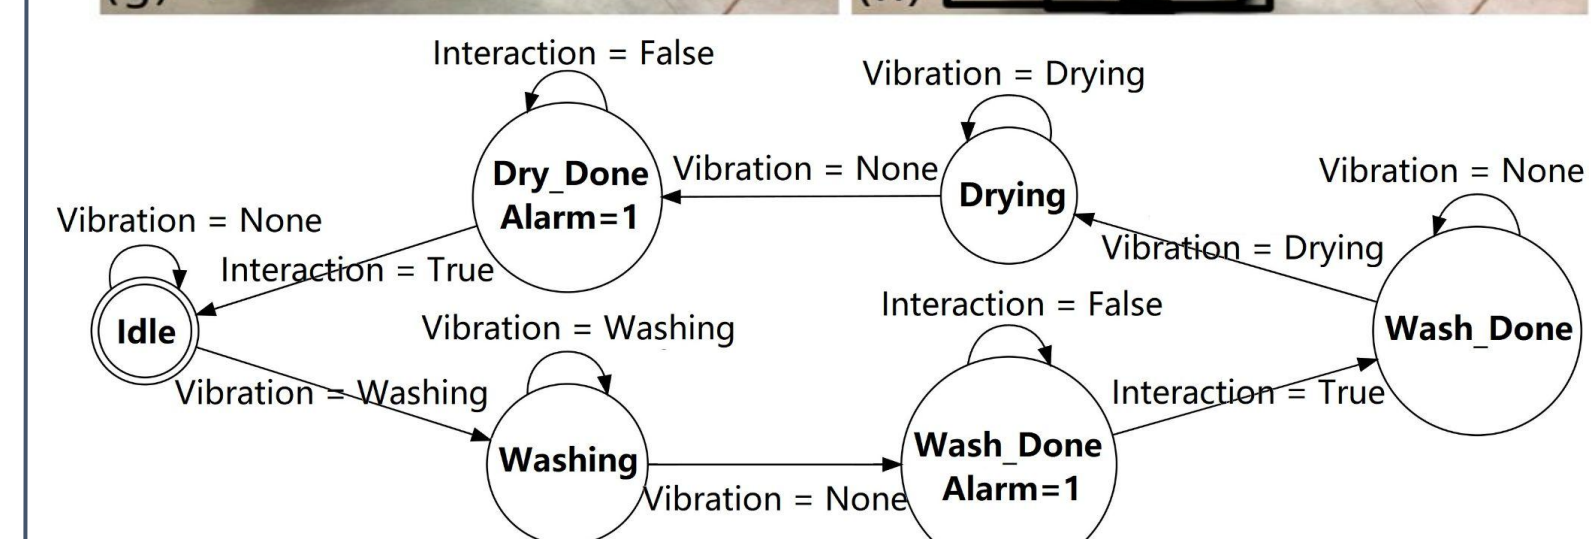 Interaction = False
Vibration = Drying
Vibration = None
Dry_Done
Alarm=1
Vibration = None
Drying
Vibration = None
Interaction = True
Vibration = Drying
Idle
Vibration = Washing
Interaction = False
Wash_Done
Vibration = Washing
Interaction = True
Washing
Wash_Done
Alarm=1
Vibration = None